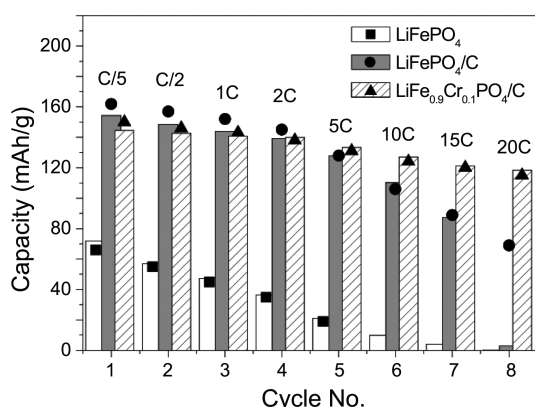 200
160
120
80
40
0
Capacity (mAh/g)
LiFePO₄
LiFePO₄/C
LiFe₀.₉Cr₀.₁PO₄/C
C/5 C/2 1C 2C 5C 10C 15C 20C
1 2 3 4 5 6 7 8
Cycle No.